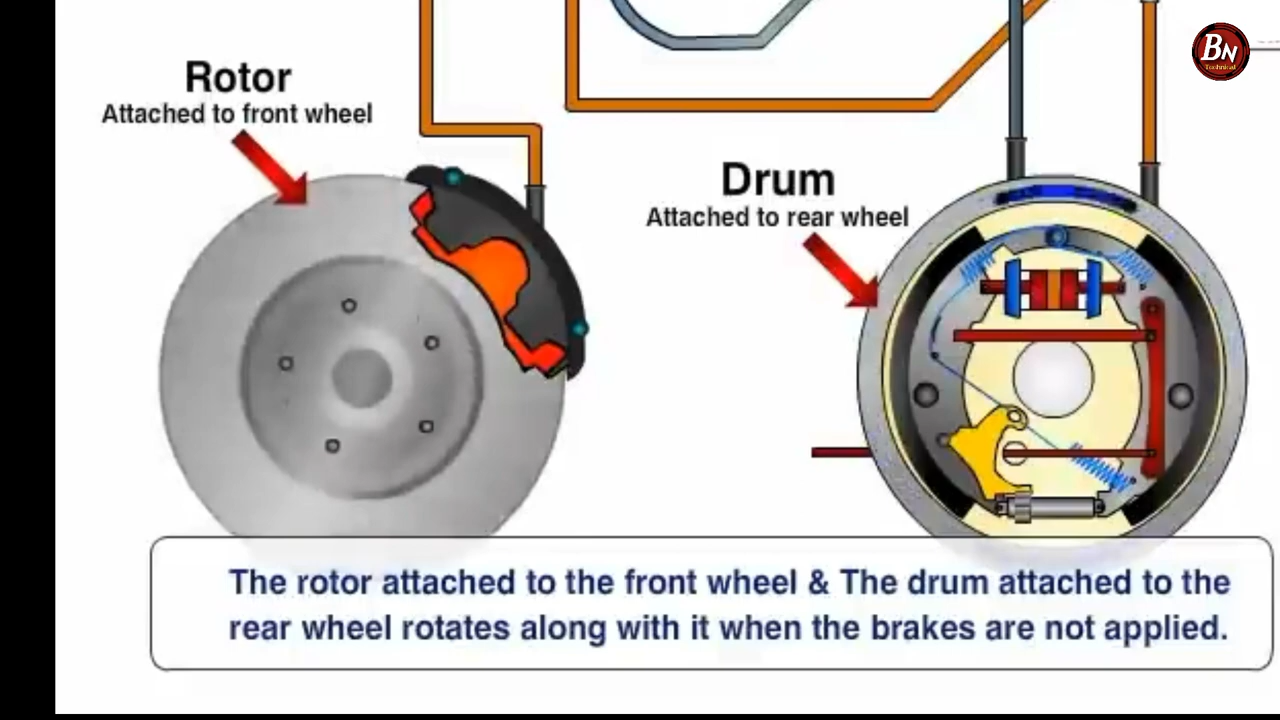 BN
Technical
Rotor
Attached to front wheel
Drum
Attached to rear wheel
The rotor attached to the front wheel & The drum attached to the
rear wheel rotates along with it when the brakes are not applied.